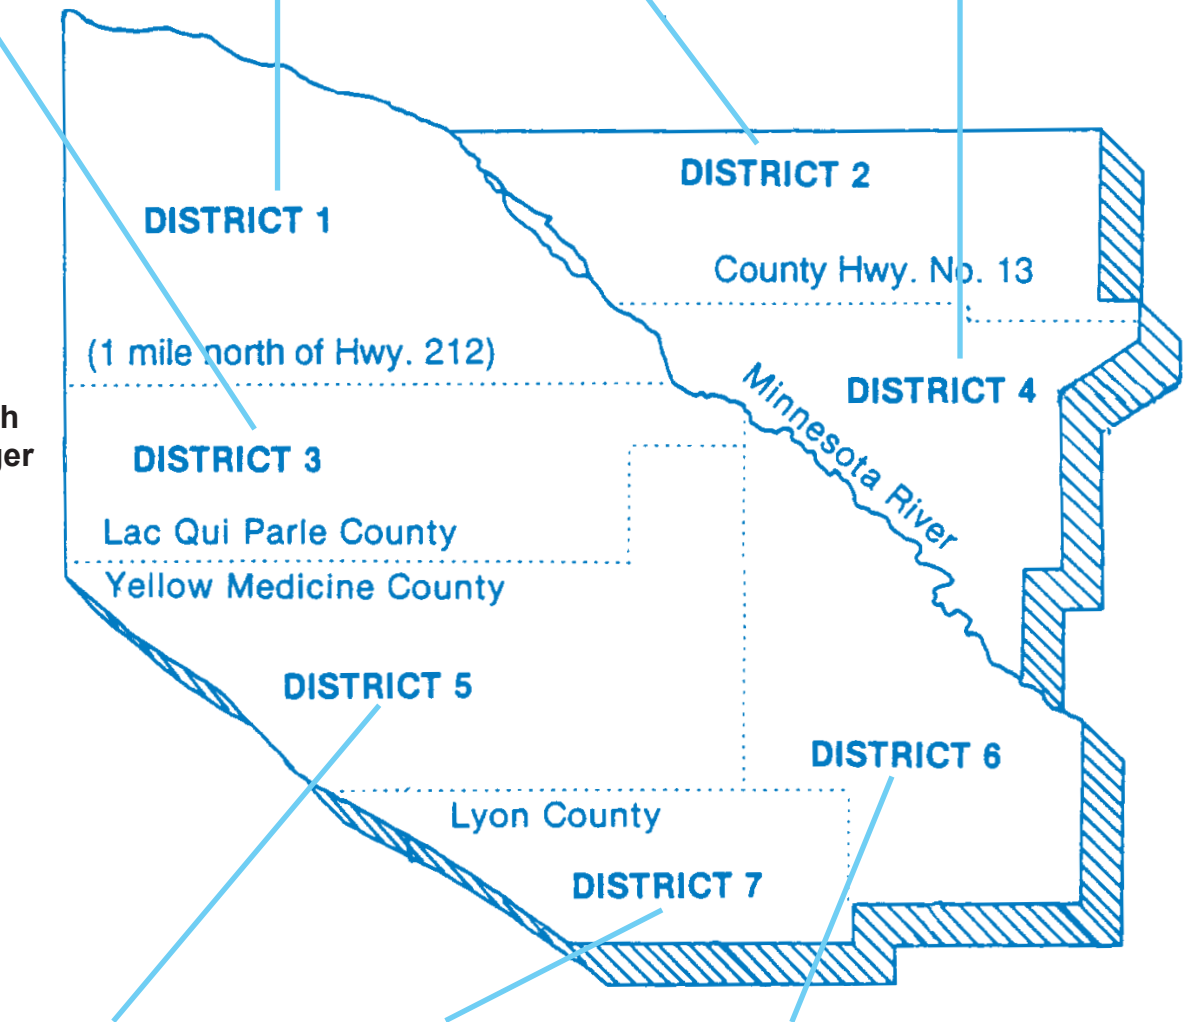 DISTRICT 2
DISTRICT 1
County Hwy. No. 13
(1 mile north of Hwy. 212)
DISTRICT 4
Minnesota River
DISTRICT 3
Lac Qui Parle County
Yellow Medicine County
DISTRICT 5
DISTRICT 6
Lyon County
DISTRICT 7